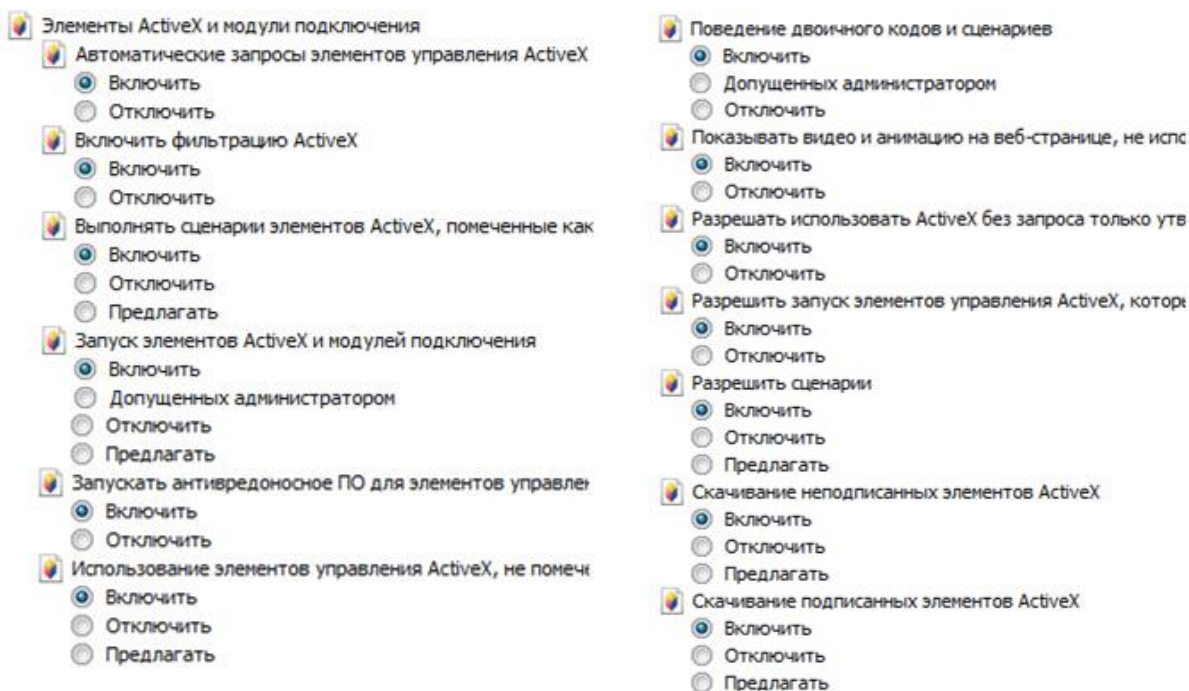 Элементы ActiveX и модули подключения
Автоматические запросы элементов управления ActiveX
Включить
Отключить
Включить фильтрацию ActiveX
Включить
Отключить
Выполнять сценарии элементов ActiveX, помеченные как
Включить
Отключить
Предлагать
Запуск элементов ActiveX и модулей подключения
Включить
Допущенных администратором
Отключить
Предлагать
Запускать антивредоносное ПО для элементов
Включить
Отключить
Использование элементов управления ActiveX, не
Включить
Отключить
Предлагать
Поведение двоичного кодов и сценариев
Включить
Допущенных администратором
Отключить
Показывать видео и анимацию на веб-странице, не
Включить
Отключить
Разрешать использовать ActiveX без запроса только утв
Включить
Отключить
Разрешить запуск элементов управления ActiveX,
Включить
Отключить
Разрешить сценарии
Включить
Отключить
Предлагать
Скачивание неподписанных элементов ActiveX
Включить
Отключить
Предлагать
Скачивание подписанных элементов ActiveX
Включить
Отключить
Предлагать